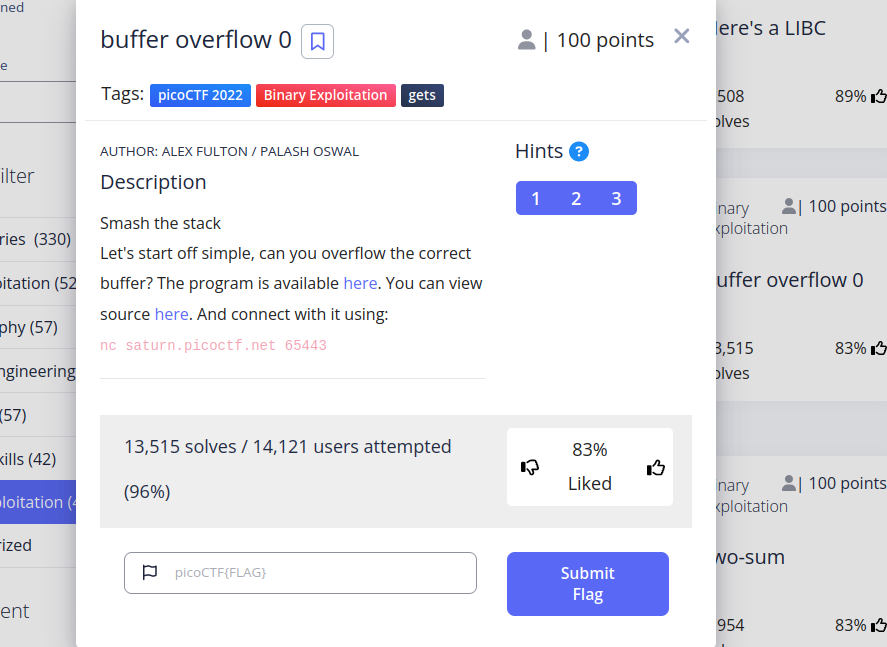 ned
e
ilter
ries (330)
oitation (52
phy (57)
ngineering
(57)
kills (42)
loitation (4
rized
ent
buffer overflow 0
| 100 points
Tags: picoCTF 2022 Binary Exploitation gets
AUTHOR: ALEX FULTON / PALASH OSWAL
Description
Smash the stack
Let's start off simple, can you overflow the correct
buffer? The program is available here. You can view
source here. And connect with it using:
nc saturn.picoctf.net 65443
Hints ?
1 2 3
13,515 solves / 14,121 users attempted
(96%)
83%
Liked
picoCTF{FLAG}
Submit
Flag
ere's a LIBC
508
olves
89%
nary
xploitation
| 100 points
uffer overflow 0
3,515
olves
83%
nary
xploitation
| 100 points
wo-sum
954
83%